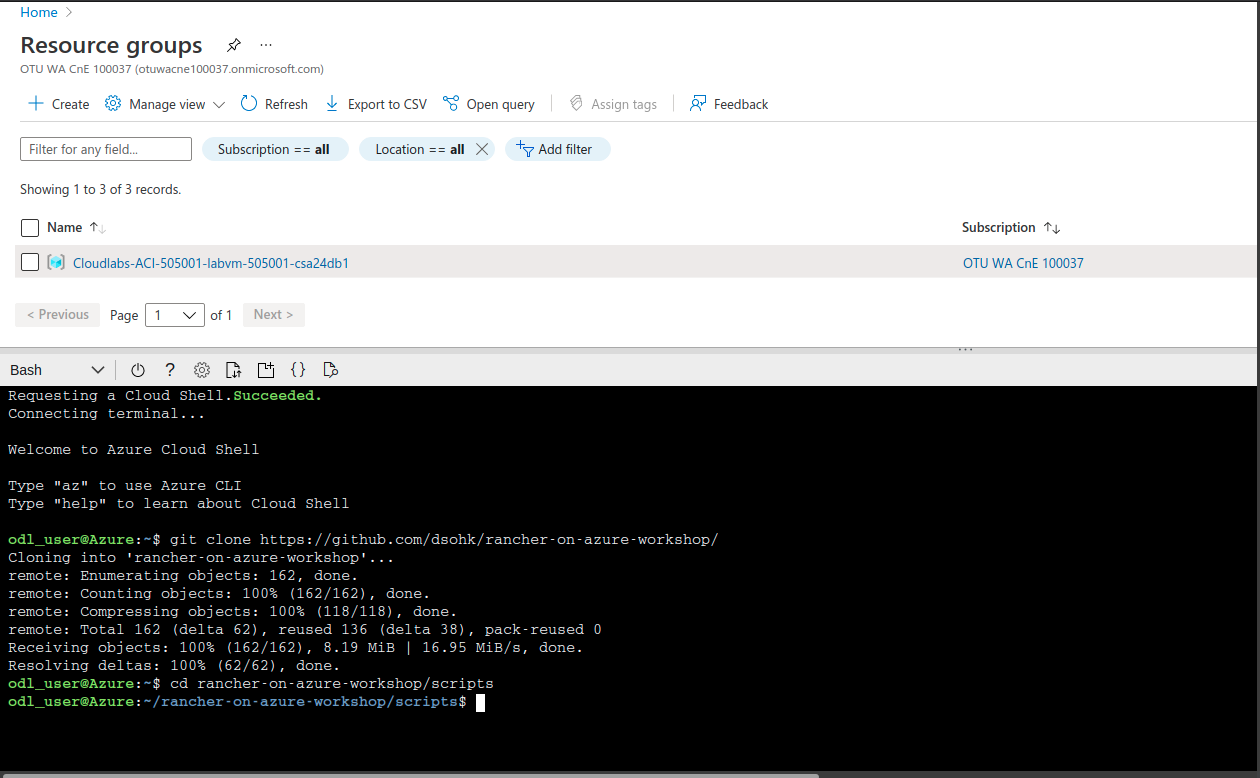 Home >
Resource groups ...
OTU WA CnE 100037 (otuwacne100037.onmicrosoft.com)
+ Create Manage view Refresh Export to CSV Open query Assign tags Feedback
Filter for any field... Subscription == all Location == all Add filter
Showing 1 to 3 of 3 records.
Name ↑↓ Subscription ↑↓
Cloudlabs-ACI-505001-labvm-505001-csa24db1 OTU WA CnE 100037
< Previous Page 1 of 1 Next >
Bash ? {}
Requesting a Cloud Shell.Succeeded.
Connecting terminal...
Welcome to Azure Cloud Shell
Type "az" to use Azure CLI
Type "help" to learn about Cloud Shell
odl_user@Azure:~$ git clone https://github.com/dsohk/rancher-on-azure-workshop/
Cloning into 'rancher-on-azure-workshop'...
remote: Enumerating objects: 162, done.
remote: Counting objects: 100% (162/162), done.
remote: Compressing objects: 100% (118/118), done.
remote: Total 162 (delta 62), reused 136 (delta 38), pack-reused 0
Receiving objects: 100% (162/162), 8.19 MiB | 16.95 MiB/s, done.
Resolving deltas: 100% (62/62), done.
odl_user@Azure:~$ cd rancher-on-azure-workshop/scripts
odl_user@Azure:~/rancher-on-azure-workshop/scripts$